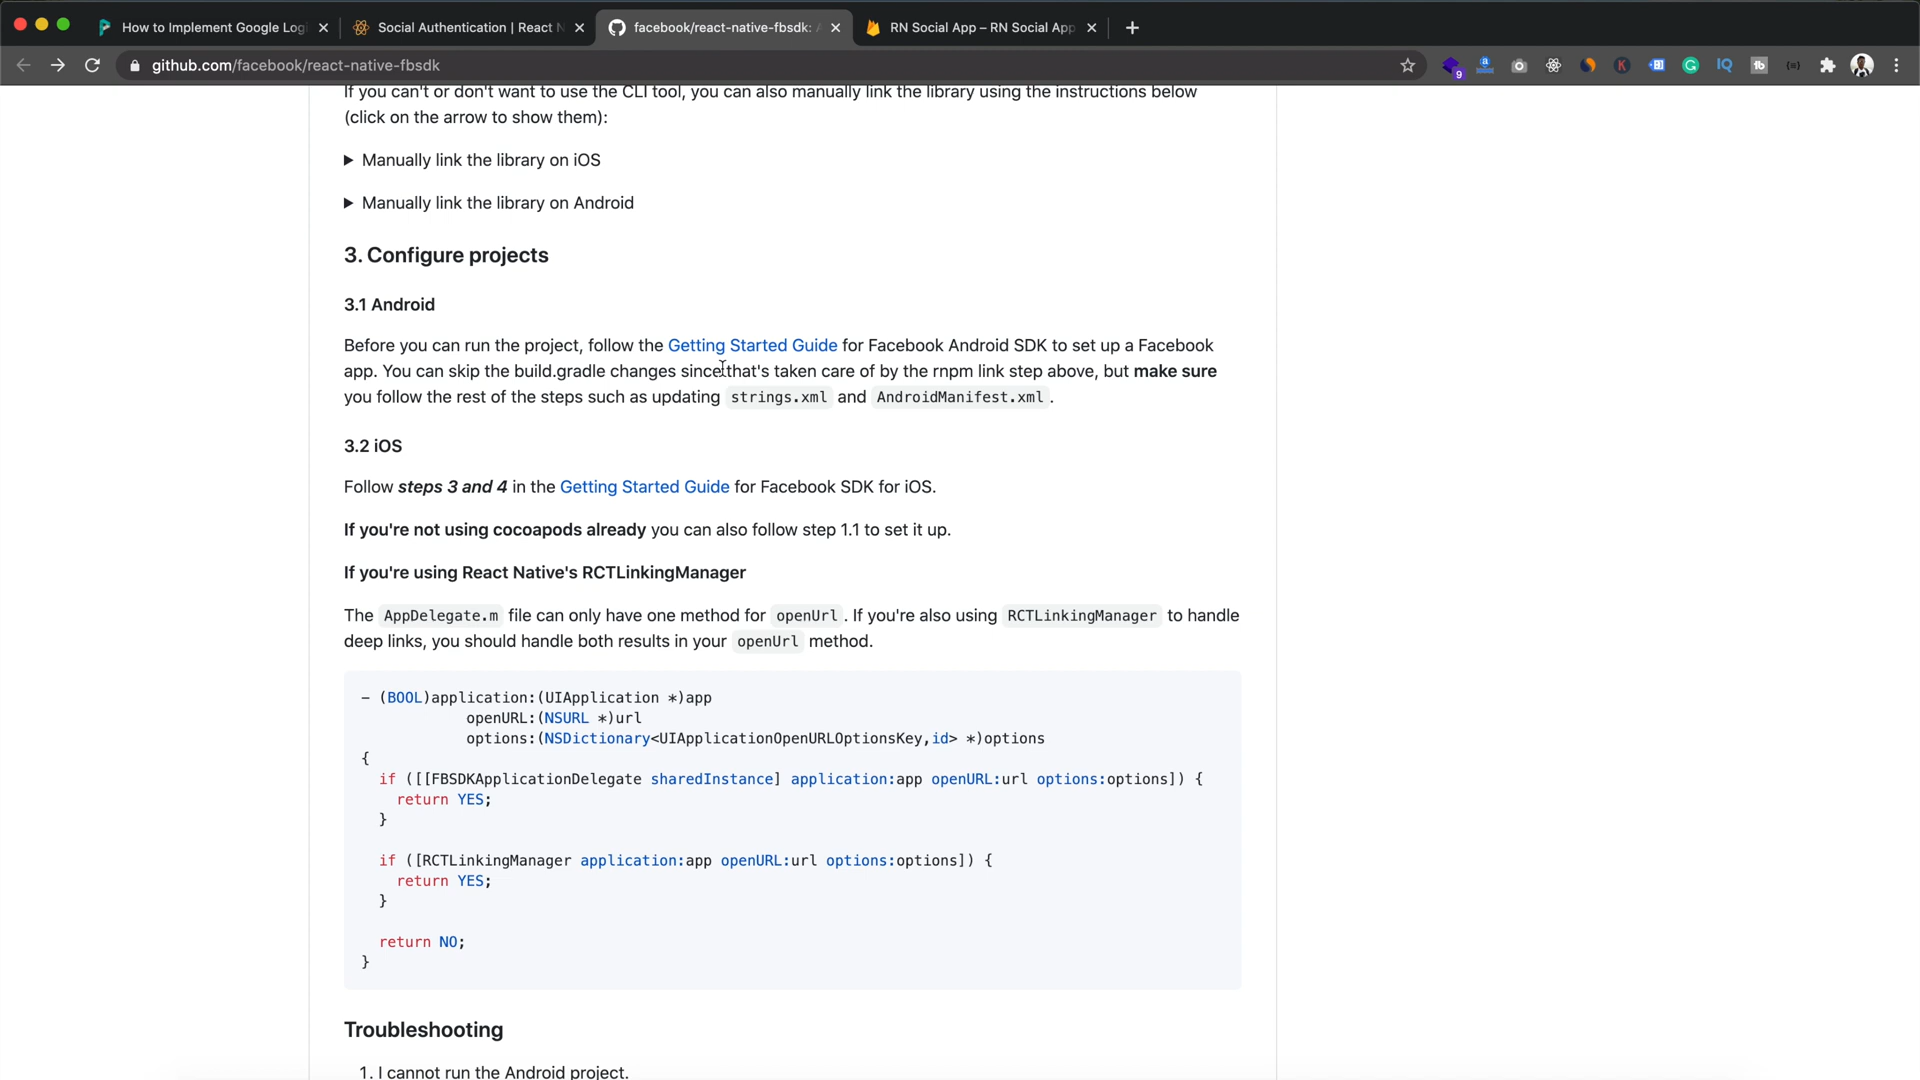 How to Implement Google Logi
Social Authentication | React N
facebook/react-native-fbsdk: A
RN Social App – RN Social App
github.com/facebook/react-native-fbsdk
9
If you can't or don't want to use the CLI tool, you can also manually link the library using the instructions below
(click on the arrow to show them):
Manually link the library on iOS
Manually link the library on Android
3. Configure projects
3.1 Android
Before you can run the project, follow the Getting Started Guide for Facebook Android SDK to set up a Facebook
app. You can skip the build.gradle changes since that's taken care of by the rnpm link step above, but make sure
you follow the rest of the steps such as updating strings.xml and AndroidManifest.xml .
3.2 iOS
Follow steps 3 and 4 in the Getting Started Guide for Facebook SDK for iOS.
If you're not using cocoapods already you can also follow step 1.1 to set it up.
If you're using React Native's RCTLinkingManager
The AppDelegate.m file can only have one method for openUrl . If you're also using RCTLinkingManager to handle
deep links, you should handle both results in your openUrl method.
- (BOOL)application:(UIApplication *)app
openURL:(NSURL *)url
options:(NSDictionary<UIApplicationOpenURLOptionsKey,id> *)options
{
if ([[FBSDKApplicationDelegate sharedInstance] application:app openURL:url options:options]) {
return YES;
}
if ([RCTLinkingManager application:app openURL:url options:options]) {
return YES;
}
return NO;
}
Troubleshooting
1. I cannot run the Android project.